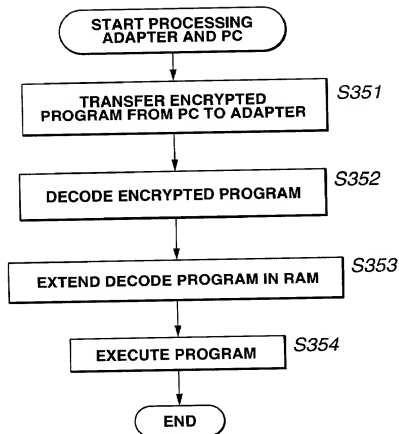 START PROCESSING
ADAPTER AND PC
TRANSFER ENCRYPTED
PROGRAM FROM PC TO ADAPTER
S351
DECODE ENCRYPTED PROGRAM
S352
EXTEND DECODE PROGRAM IN RAM
S353
EXECUTE PROGRAM
S354
END